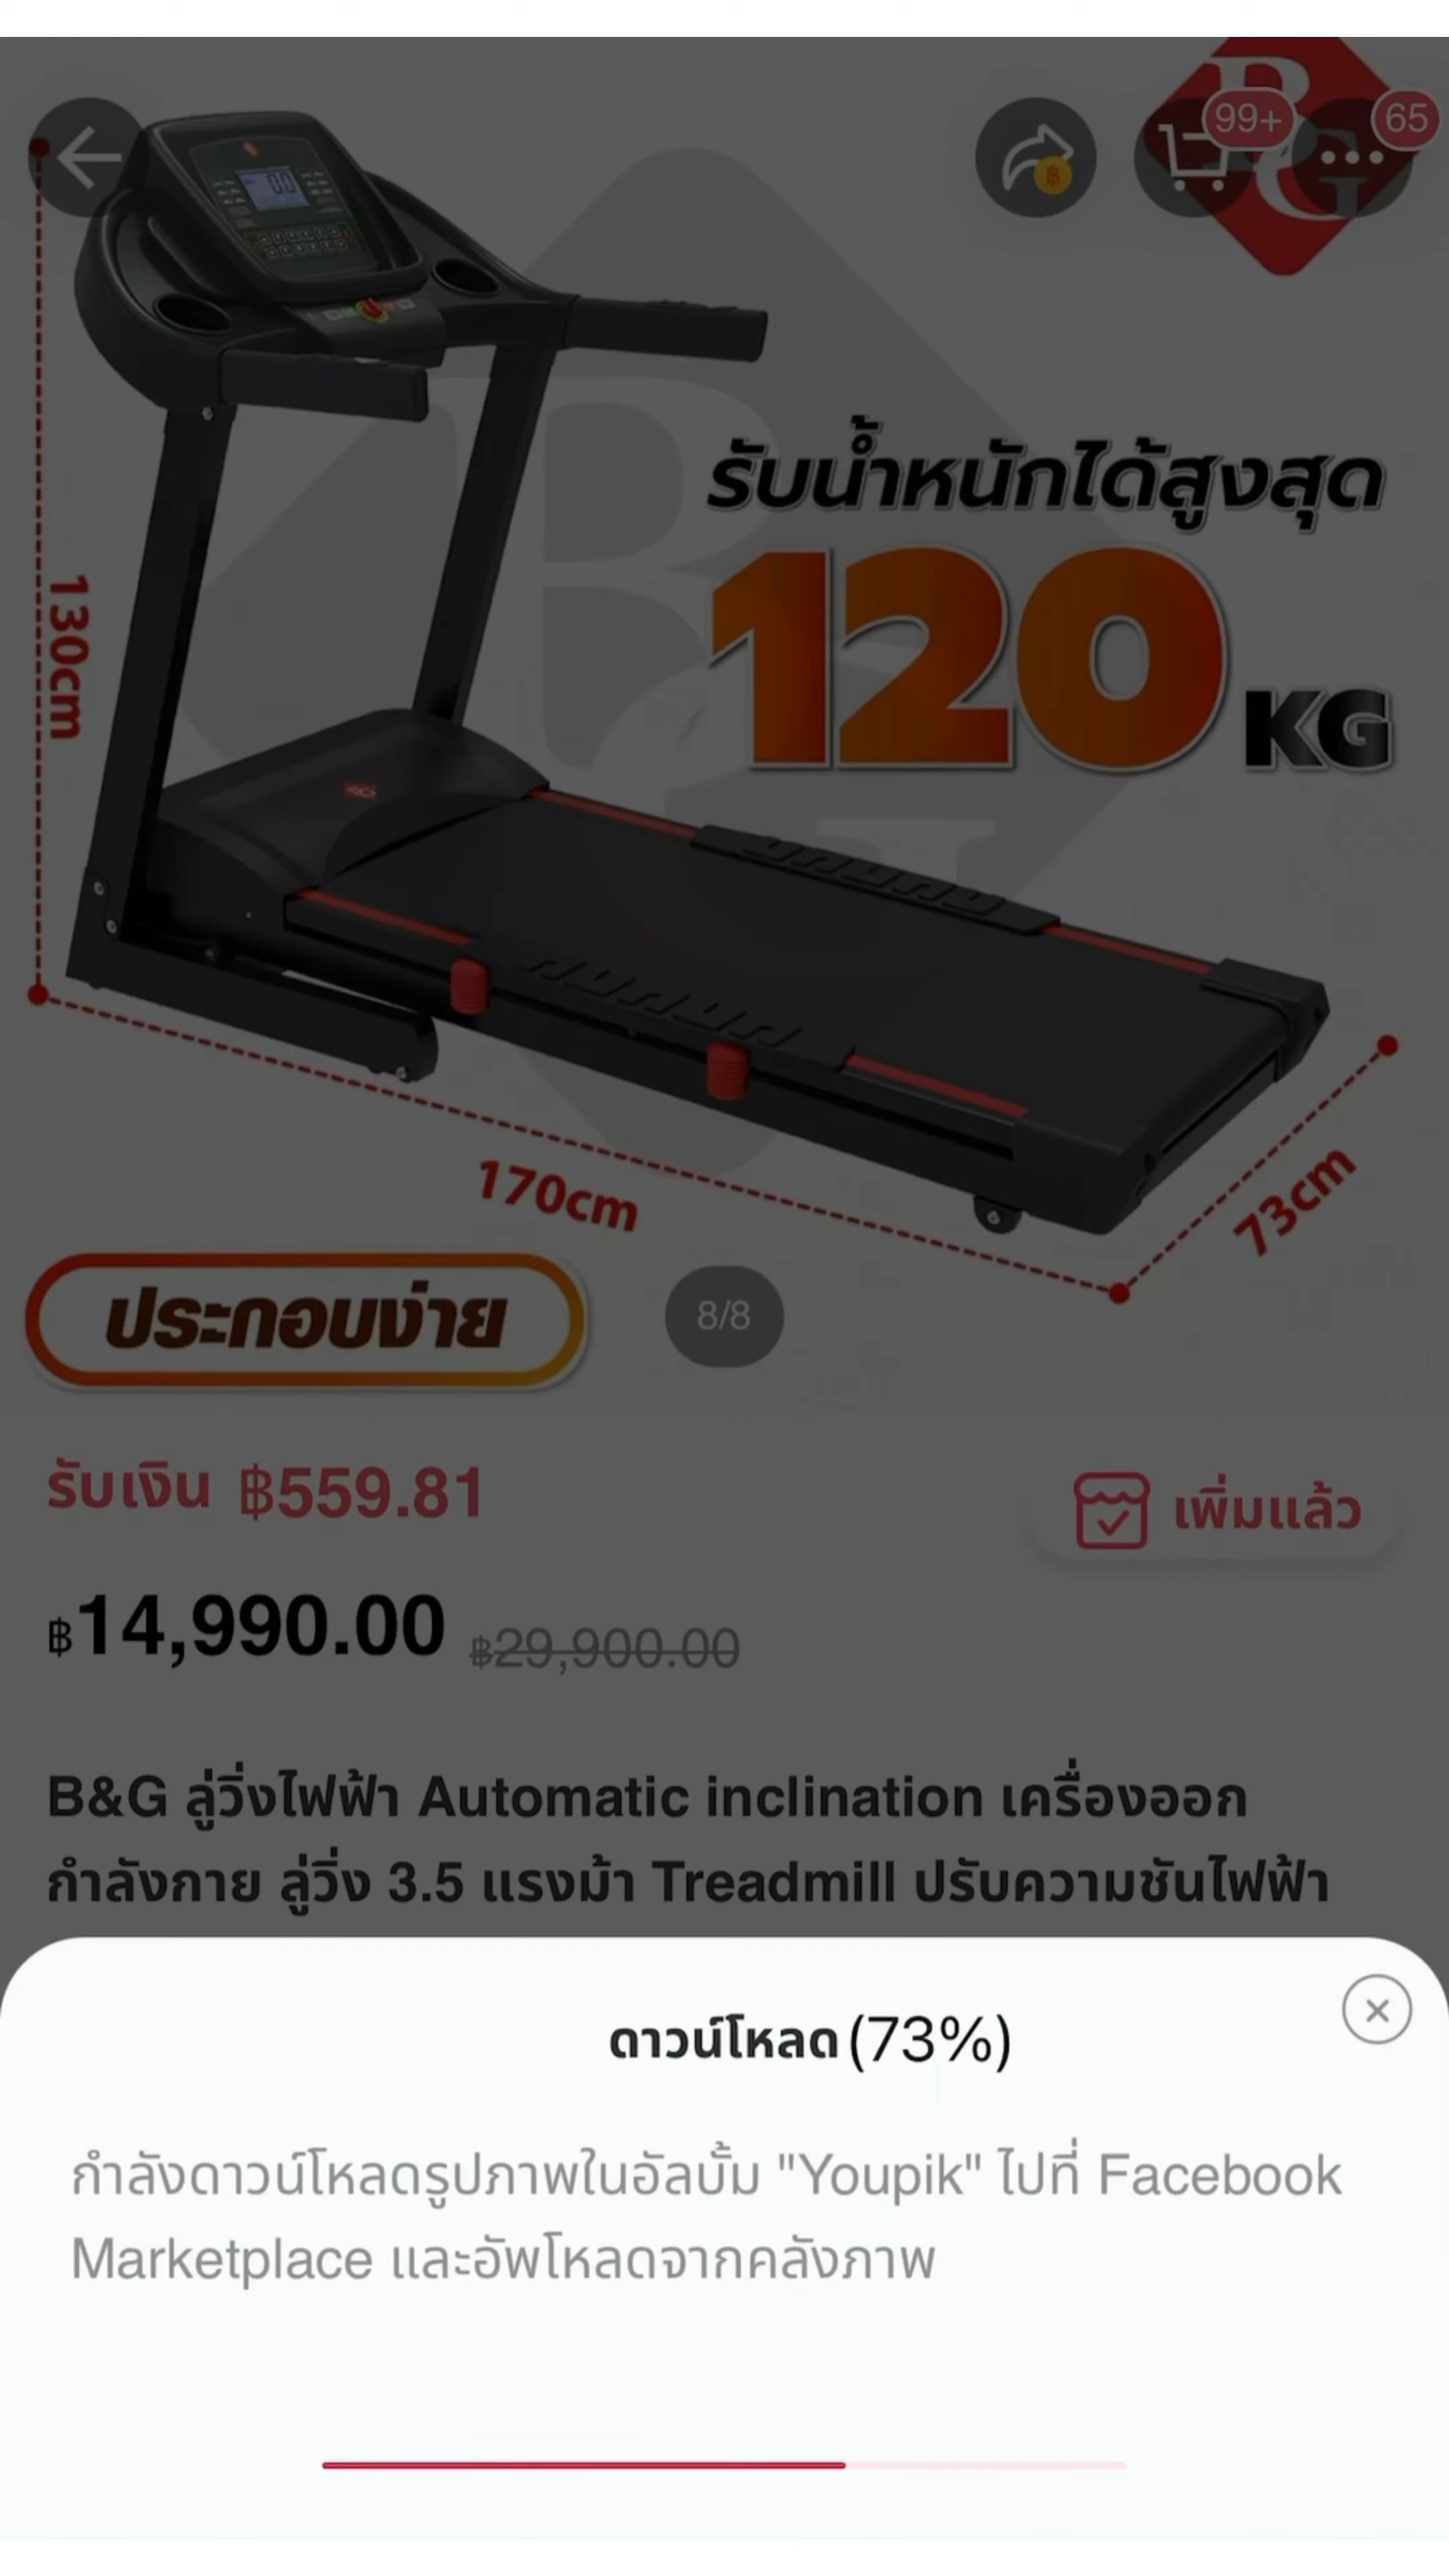 99+
65
BG
รับน้ำหนักได้สูงสุด
120 KG
130cm
170cm
73cm
ประกอบง่าย
8/8
รับเงิน ฿559.81
เพิ่มแล้ว
฿14,990.00 ฿29,900.00
B&G ลู่วิ่งไฟฟ้า Automatic inclination เครื่องออก
กำลังกาย ลู่วิ่ง 3.5 แรงม้า Treadmill ปรับความชันไฟฟ้า
ดาวน์โหลด (73%)
กำลังดาวน์โหลดรูปภาพในอัลบั้ม "Youpik" ไปที่ Facebook
Marketplace และอัพโหลดจากคลังภาพ